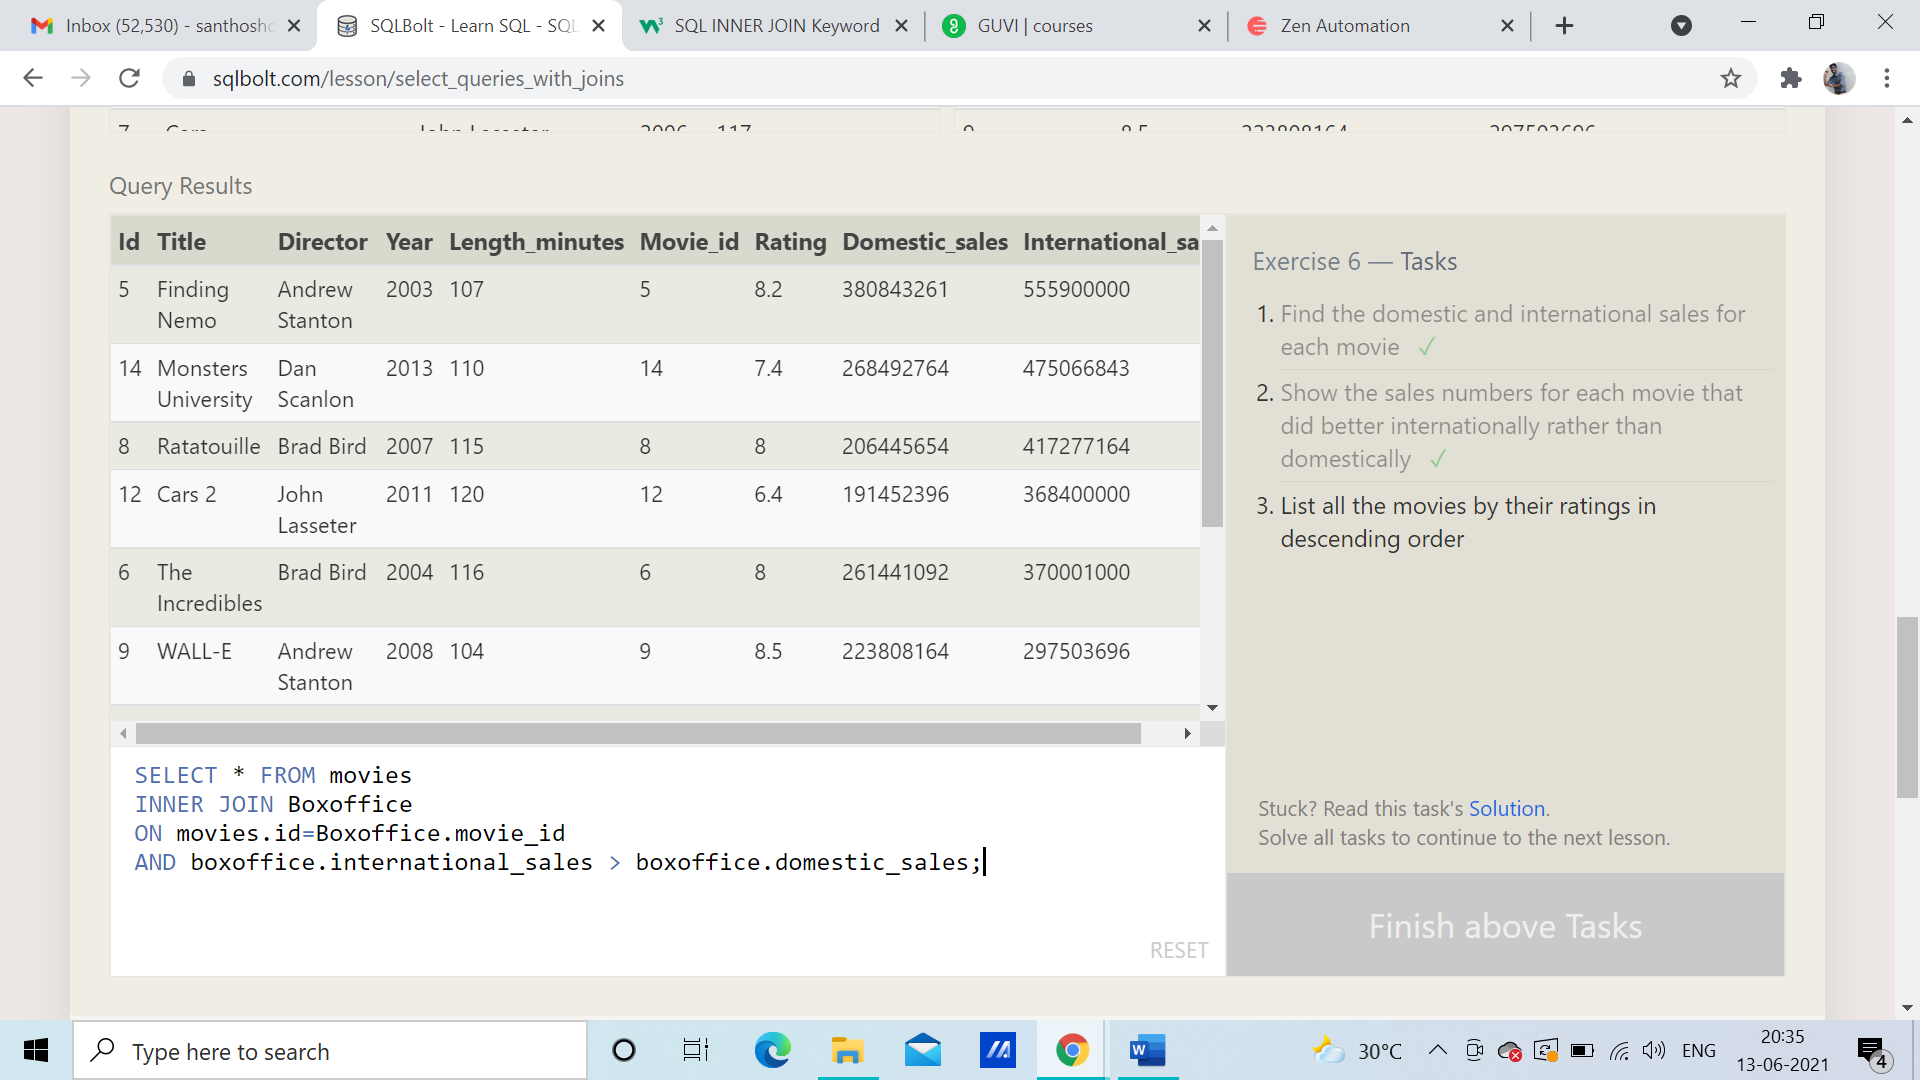 Inbox (52,530) - santhosho
SQLBolt - Learn SQL - SQL
SQL INNER JOIN Keyword
GUVI | courses
Zen Automation
sqlbolt.com/lesson/select_queries_with_joins
Query Results
Id Title Director Year Length_minutes Movie_id Rating Domestic_sales International_sa
5 Finding Nemo Andrew Stanton 2003 107 5 8.2 380843261 555900000
14 Monsters University Dan Scanlon 2013 110 14 7.4 268492764 475066843
8 Ratatouille Brad Bird 2007 115 8 8 206445654 417277164
12 Cars 2 John Lasseter 2011 120 12 6.4 191452396 368400000
6 The Incredibles Brad Bird 2004 116 6 8 261441092 370001000
9 WALL-E Andrew Stanton 2008 104 9 8.5 223808164 297503696
SELECT * FROM movies
INNER JOIN Boxoffice
ON movies.id=Boxoffice.movie_id
AND boxoffice.international_sales > boxoffice.domestic_sales;
RESET
Exercise 6 — Tasks
1. Find the domestic and international sales for
each movie ✓
2. Show the sales numbers for each movie that
did better internationally rather than
domestically ✓
3. List all the movies by their ratings in
descending order
Stuck? Read this task's Solution.
Solve all tasks to continue to the next lesson.
Finish above Tasks
Type here to search
30°C
ENG
20:35
13-06-2021
4